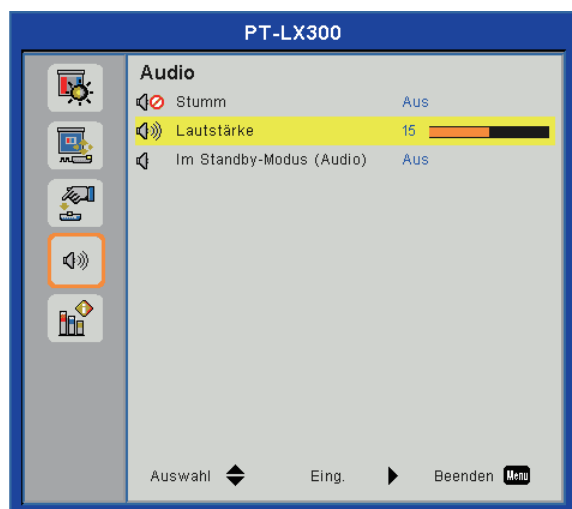 PT-LX300
Audio
Stumm Aus
Lautstärke 15
Im Standby-Modus (Audio) Aus
Auswahl Eing. Beenden Menu